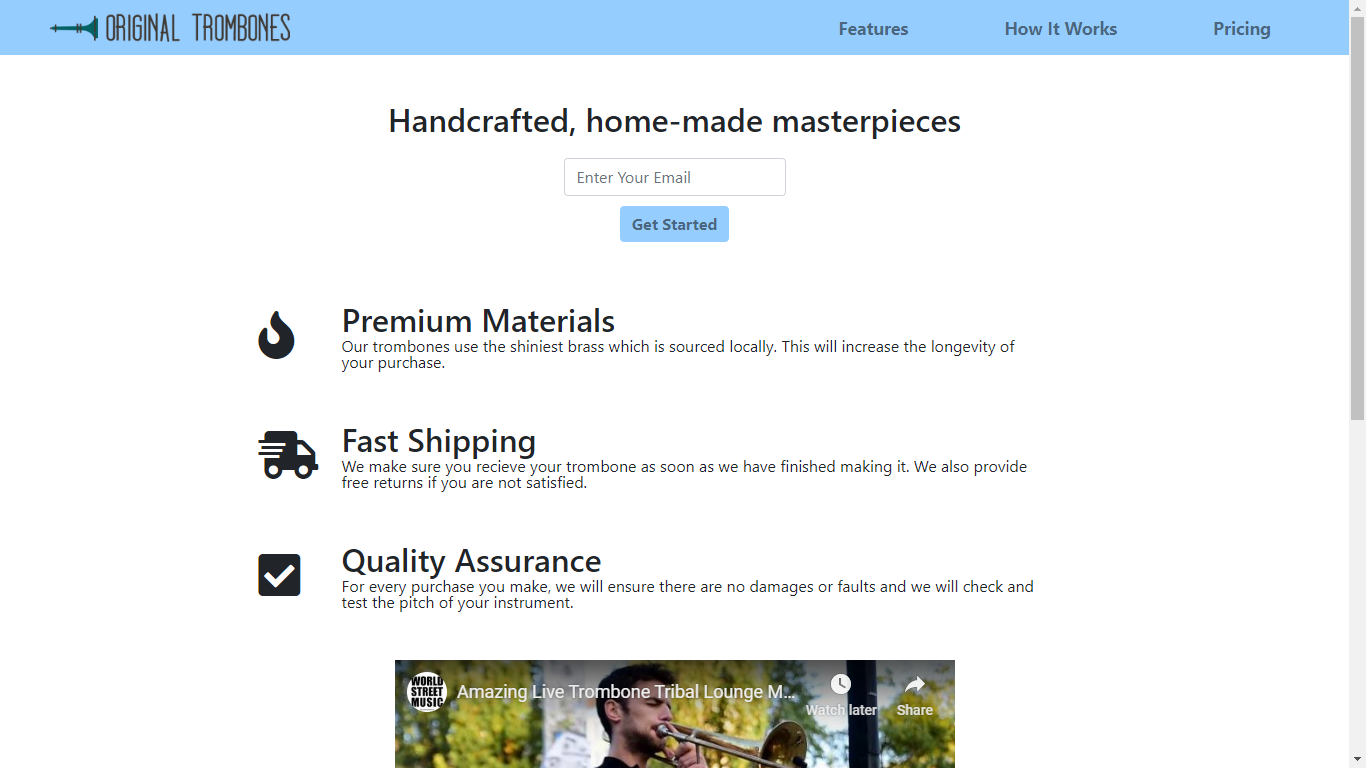 ORIGINAL TROMBONES
Features
How It Works
Pricing
Handcrafted, home-made masterpieces
Enter Your Email
Get Started
Premium Materials
Our trombones use the shiniest brass which is sourced locally. This will increase the longevity of
your purchase.
Fast Shipping
We make sure you recieve your trombone as soon as we have finished making it. We also provide
free returns if you are not satisfied.
Quality Assurance
For every purchase you make, we will ensure there are no damages or faults and we will check and
test the pitch of your instrument.
WORLD
STREET
MUSIC
Amazing Live Trombone Tribal Lounge M...
Watch later
Share